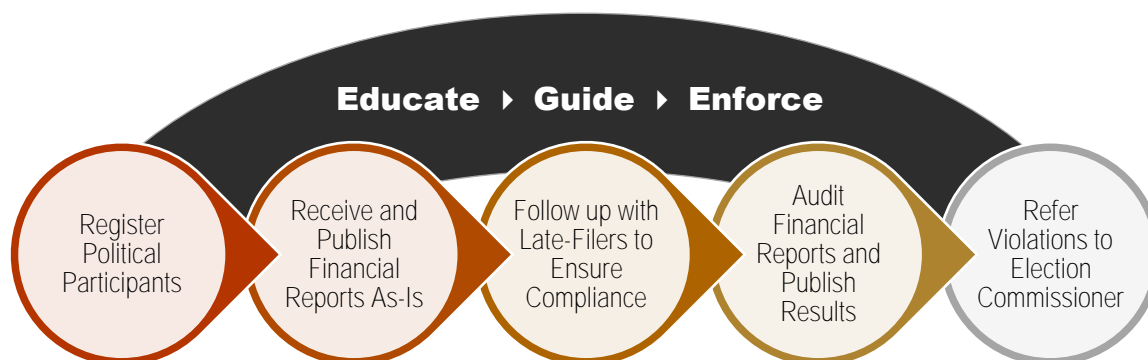 Educate ▸ Guide ▸ Enforce
Register
Political
Participants
Receive and
Publish
Financial
Reports As-Is
Follow up with
Late-Filers to
Ensure
Compliance
Audit
Financial
Reports and
Publish
Results
Refer
Violations to
Election
Commissioner